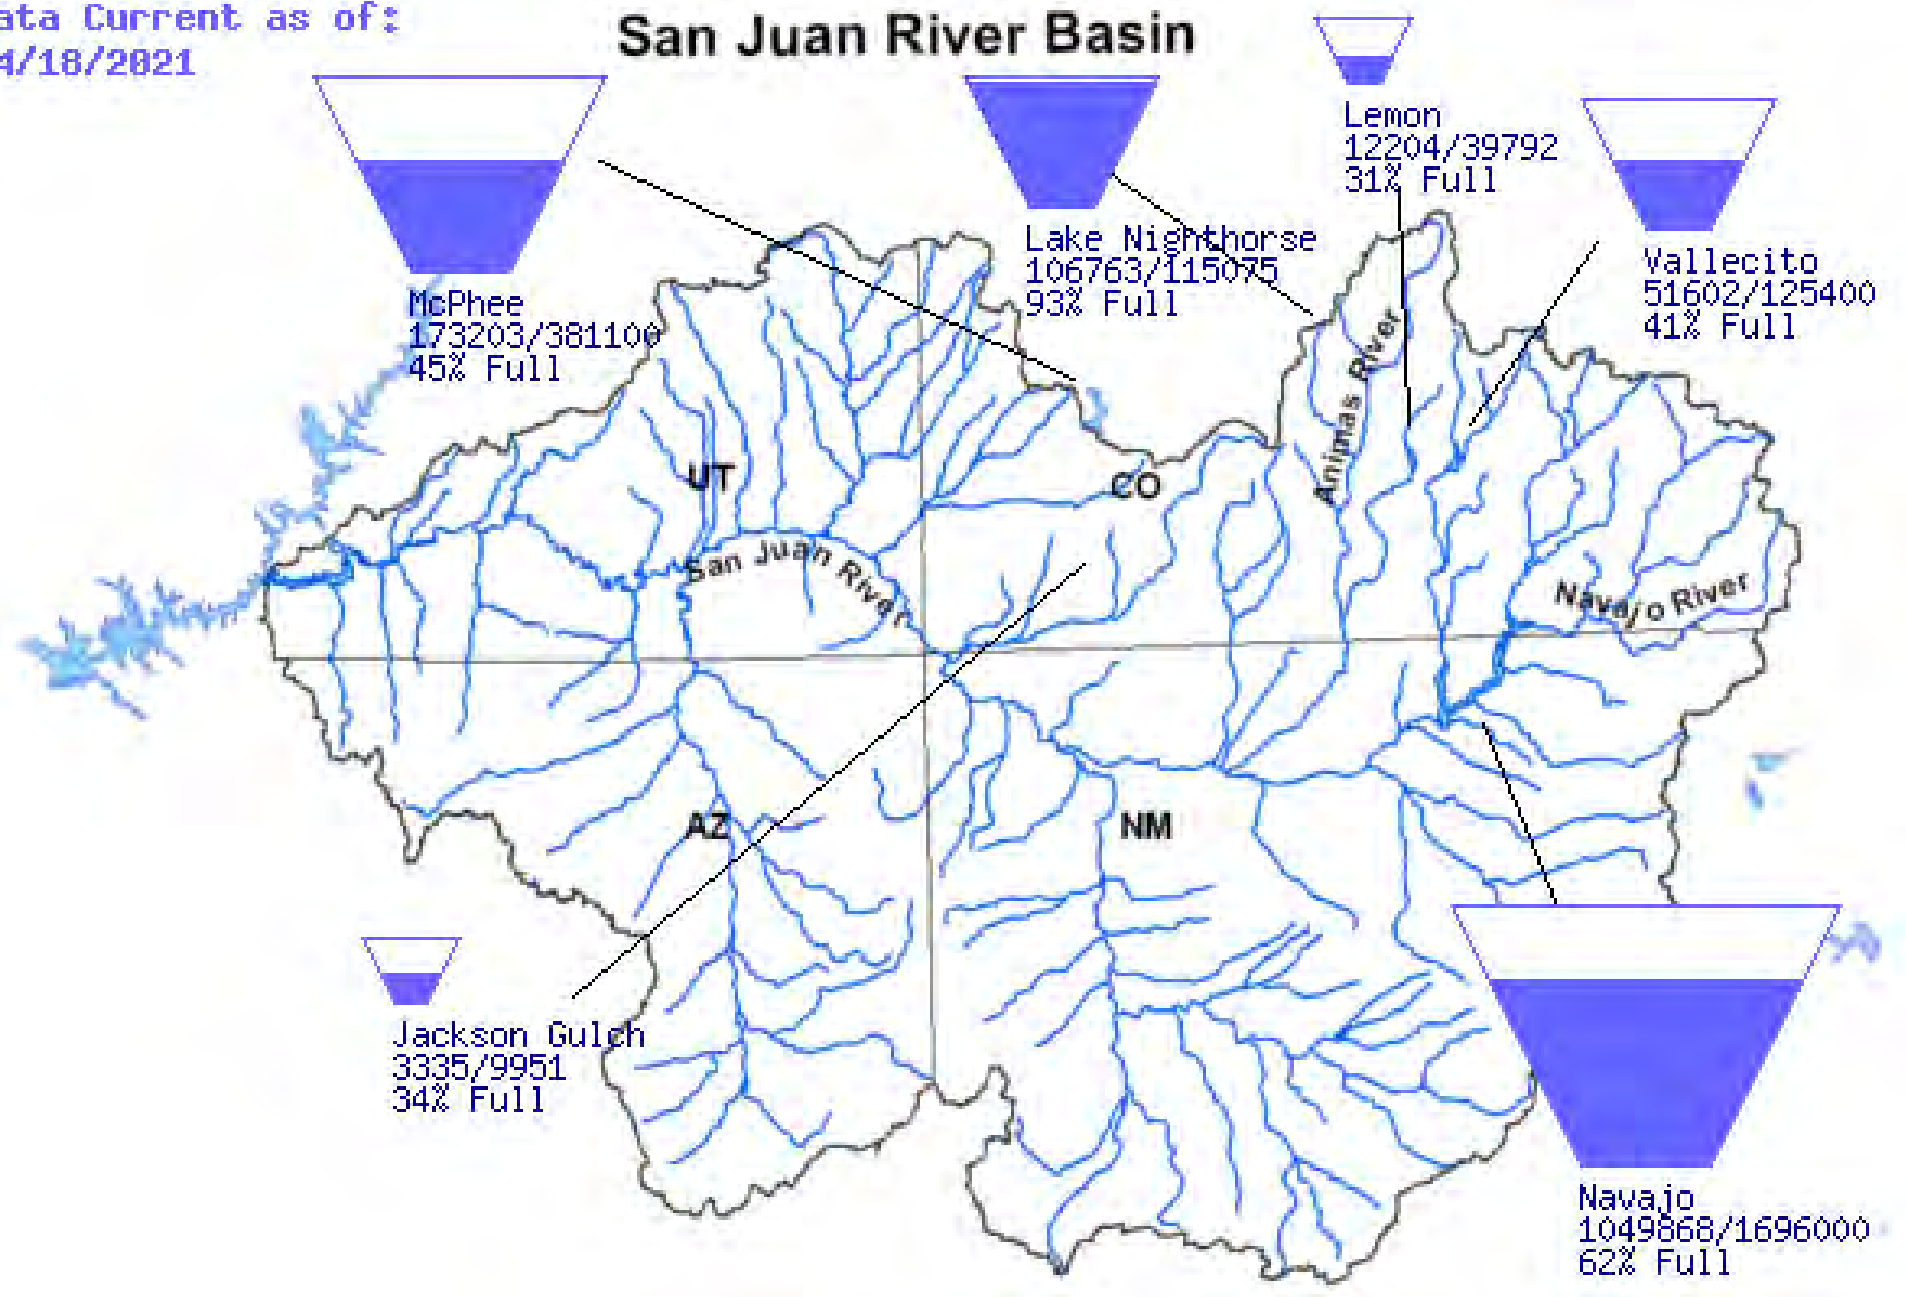 ata Current as of:
4/18/2021
San Juan River Basin
Lemon
12204/39792
31% Full
Lake Nighthorse
106763/115075
93% Full
Vallecito
51602/125400
41% Full
McPhee
173203/381100
45% Full
Animas River
UT
CO
San Juan River
Navajo River
AZ
NM
Jackson Gulch
3335/9951
34% Full
Navajo
1049868/1696000
62% Full